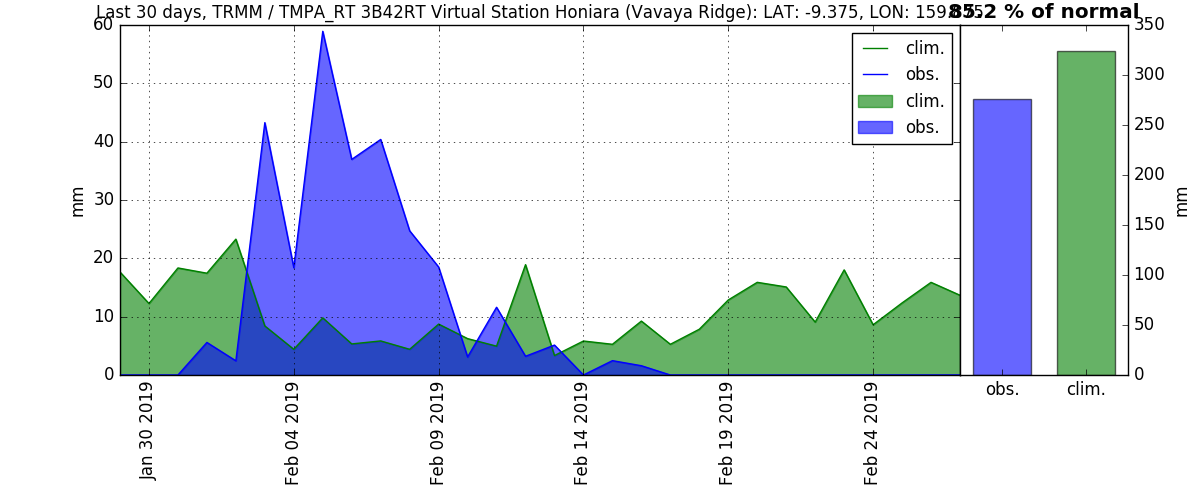 Last 30 days, TRMM / TMPA_RT 3B42RT Virtual Station Honiara (Vavaya Ridge): LAT: -9.375, LON:
85.2 % of normal
clim.
obs.
clim.
obs.
mm
60
50
40
30
20
10
0
Jan 30 2019
Feb 04 2019
Feb 09 2019
Feb 14 2019
Feb 19 2019
Feb 24 2019
350
300
250
200
150
100
50
0
mm
obs.
clim.